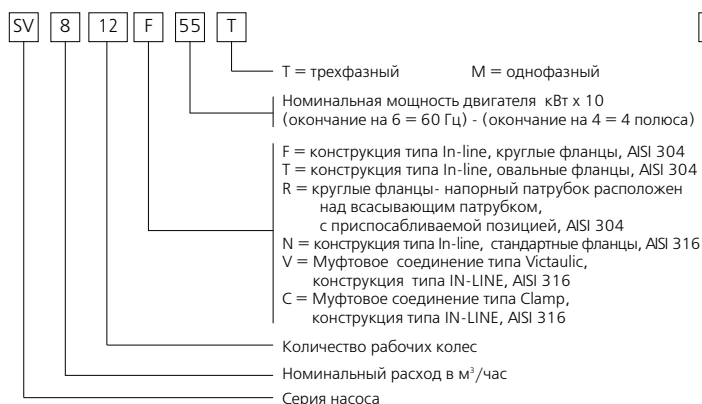 SV 8 12 F 55 T
T = трехфазный M = однофазный
Номинальная мощность двигателя кВт x 10
(окончание на 6 = 60 Гц) - (окончание на 4 = 4 полюса)
F = конструкция типа In-line, круглые фланцы, AISI 304
T = конструкция типа In-line, овальные фланцы, AISI 304
R = круглые фланцы- напорный патрубок расположен
над всасывающим патрубком,
с приспосабливаемой позицией, AISI 304
N = конструкция типа In-line, стандартные фланцы, AISI 316
V = Муфтовое соединение типа Victaulic,
конструкция типа IN-LINE, AISI 316
C = Муфтовое соединение типа Clamp,
конструкция типа IN-LINE, AISI 316
Количество рабочих колес
Номинальный расход в м³/час
Серия насоса